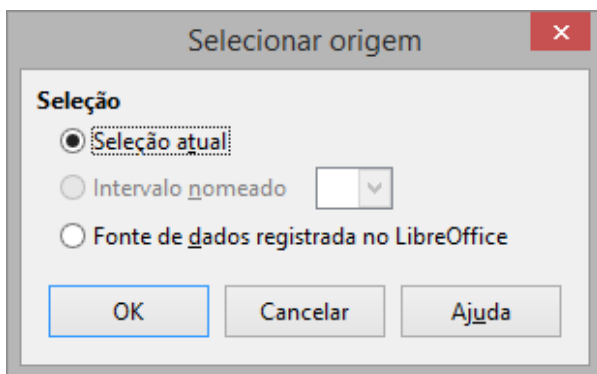 Selecionar origem
Seleção
Seleção atual
Intervalo nomeado
Fonte de dados registrada no LibreOffice
OK Cancelar Ajuda